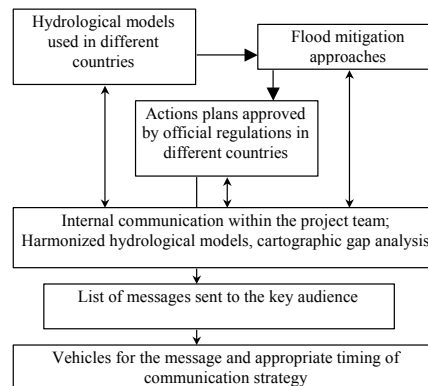 Hydrological models
used in different
countries
Flood mitigation
approaches
Actions plans approved
by official regulations in
different countries
Internal communication within the project team;
Harmonized hydrological models, cartographic gap analysis
List of messages sent to the key audience
Vehicles for the message and appropriate timing of
communication strategy